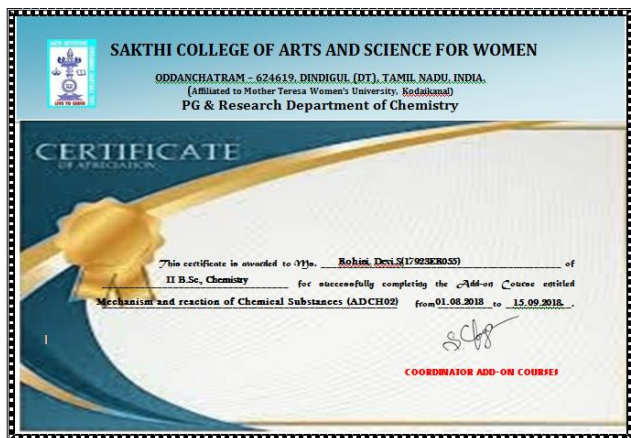 SAKTHI COLLEGE OF ARTS AND SCIENCE FOR WOMEN
ODDANCHATRAM – 624619, DINDIGUL (DT), TAMIL NADU, INDIA.
(Affiliated to Mother Teresa Women's University, Kodaikanal)
PG & Research Department of Chemistry
CERTIFICATE
OF APRECIATION
This certificate is awarded to Ms. Rohini Devi.S(17923ER055) of
II B.Sc., Chemistry for successfully completing the Add-on Course entitled
Mechanism and reaction of Chemical Substances (ADCH02) from 01.08.2018 to 15.09.2018.
COORDINATOR ADD-ON COURSES